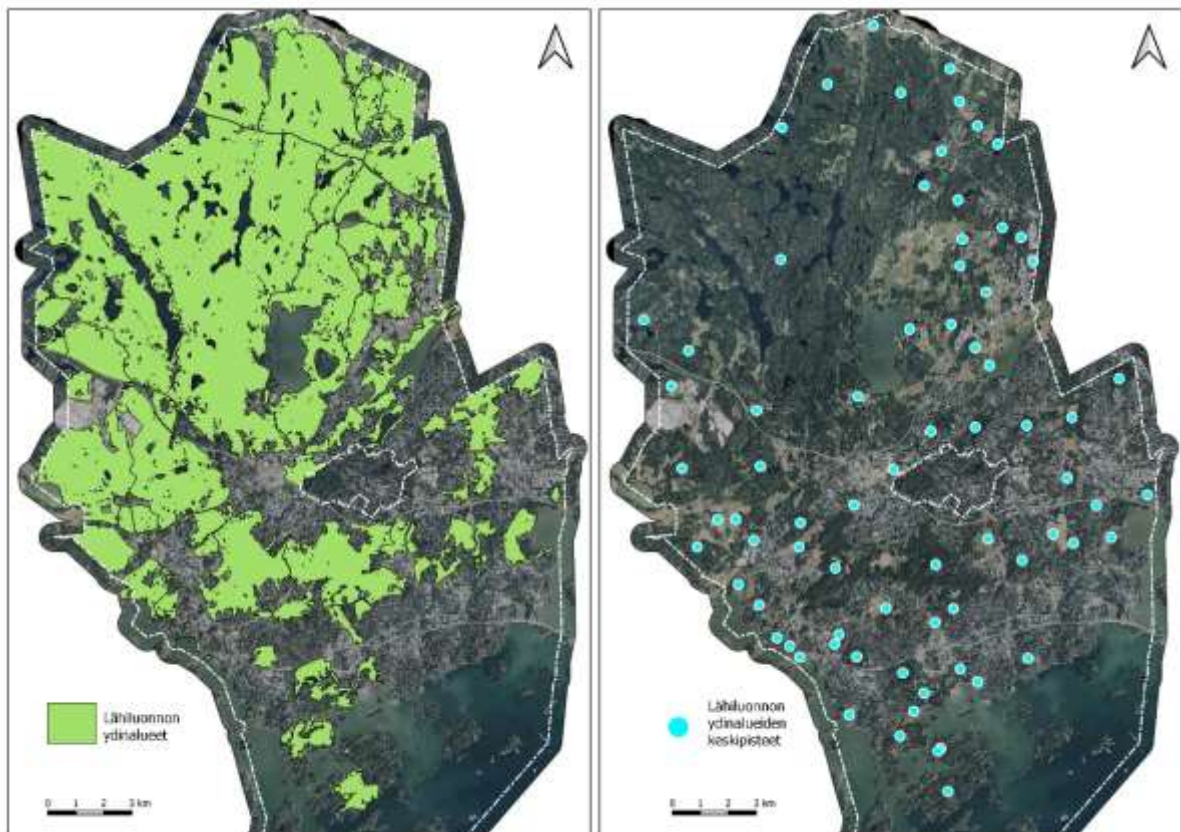 Lähiluonnon
ydinalueet
0 1 2 3 km
Lähiluonnon
ydinalueiden
keskipisteet
0 1 2 3 km